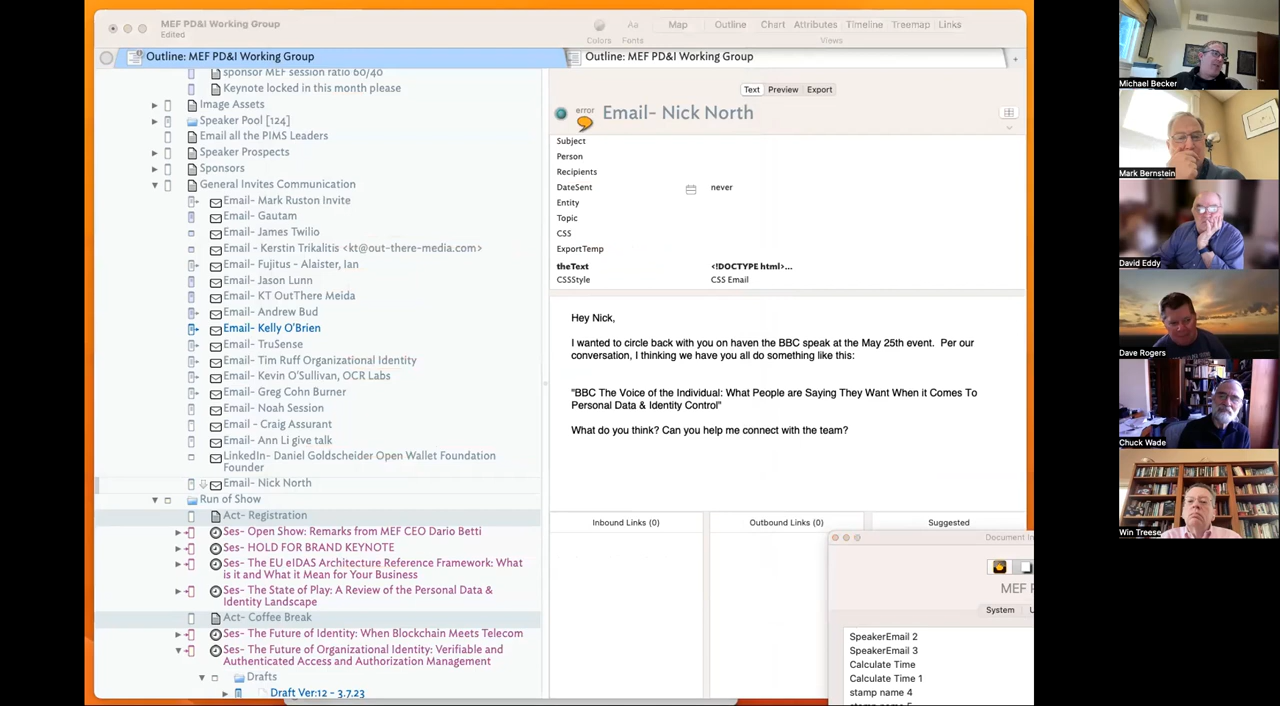 MEF PD&I Working Group
Edited
Aa
Map
Outline
Chart
Attributes
Timeline
Treemap
Links
Colors
Fonts
Views
Outline: MEF PD&I Working Group
Outline: MEF PD&I Working Group
+
sponsor MEF session ratio 60/40
Keynote locked in this month please
Image Assets
Speaker Pool [124]
Email all the PIMS Leaders
Speaker Prospects
Sponsors
General Invites Communication
Email- Mark Ruston Invite
Email- Gautam
Email- James Twilio
Email - Kerstin Trikalitis <kt@out-there-media.com>
Email- Fujitus - Alaister, Ian
Email- Jason Lunn
Email- KT OutThere Meida
Email- Andrew Bud
Email- Kelly O'Brien
Email- TruSense
Email- Tim Ruff Organizational Identity
Email- Kevin O'Sullivan, OCR Labs
Email- Greg Cohn Burner
Email- Noah Session
Email - Craig Assurant
Email- Ann Li give talk
LinkedIn- Daniel Goldscheider Open Wallet Foundation
Founder
Email- Nick North
Run of Show
Act- Registration
Ses- Open Show: Remarks from MEF CEO Dario Betti
Ses- HOLD FOR BRAND KEYNOTE
Ses- The EU eIDAS Architecture Reference Framework: What
is it and What it Mean for Your Business
Ses- The State of Play: A Review of the Personal Data &
Identity Landscape
Act- Coffee Break
Ses- The Future of Identity: When Blockchain Meets Telecom
Ses- The Future of Organizational Identity: Verifiable and
Authenticated Access and Authorization Management
Drafts
Draft Ver:12 - 3.7.23
Text
Preview
Export
error
Email- Nick North
Subject
Person
Recipients
DateSent
never
Entity
Topic
CSS
ExportTemp
theText
<!DOCTYPE html>...
CSSStyle
CSS Email
Hey Nick,
I wanted to circle back with you on haven the BBC speak at the May 25th event. Per our
conversation, I thinking we have you all do something like this:
"BBC The Voice of the Individual: What People are Saying They Want When it Comes To
Personal Data & Identity Control"
What do you think? Can you help me connect with the team?
Inbound Links (0)
Outbound Links (0)
Suggested
Document In
MEF P
System
U
SpeakerEmail 2
SpeakerEmail 3
Calculate Time
Calculate Time 1
stamp name 4
Michael Becker
Mark Bernstein
David Eddy
Dave Rogers
Chuck Wade
Win Treese